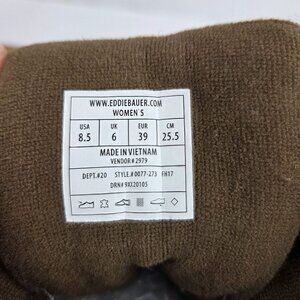 WWW.EDDIEBAUER.COM
WOMEN'S
USA UK EUR CM
8.5 6 39 25.5
MADE IN VIETNAM
VENDOR#2979
DEPT.#20 STYLE.#0077-273 FH17
DRN# 9XX20103